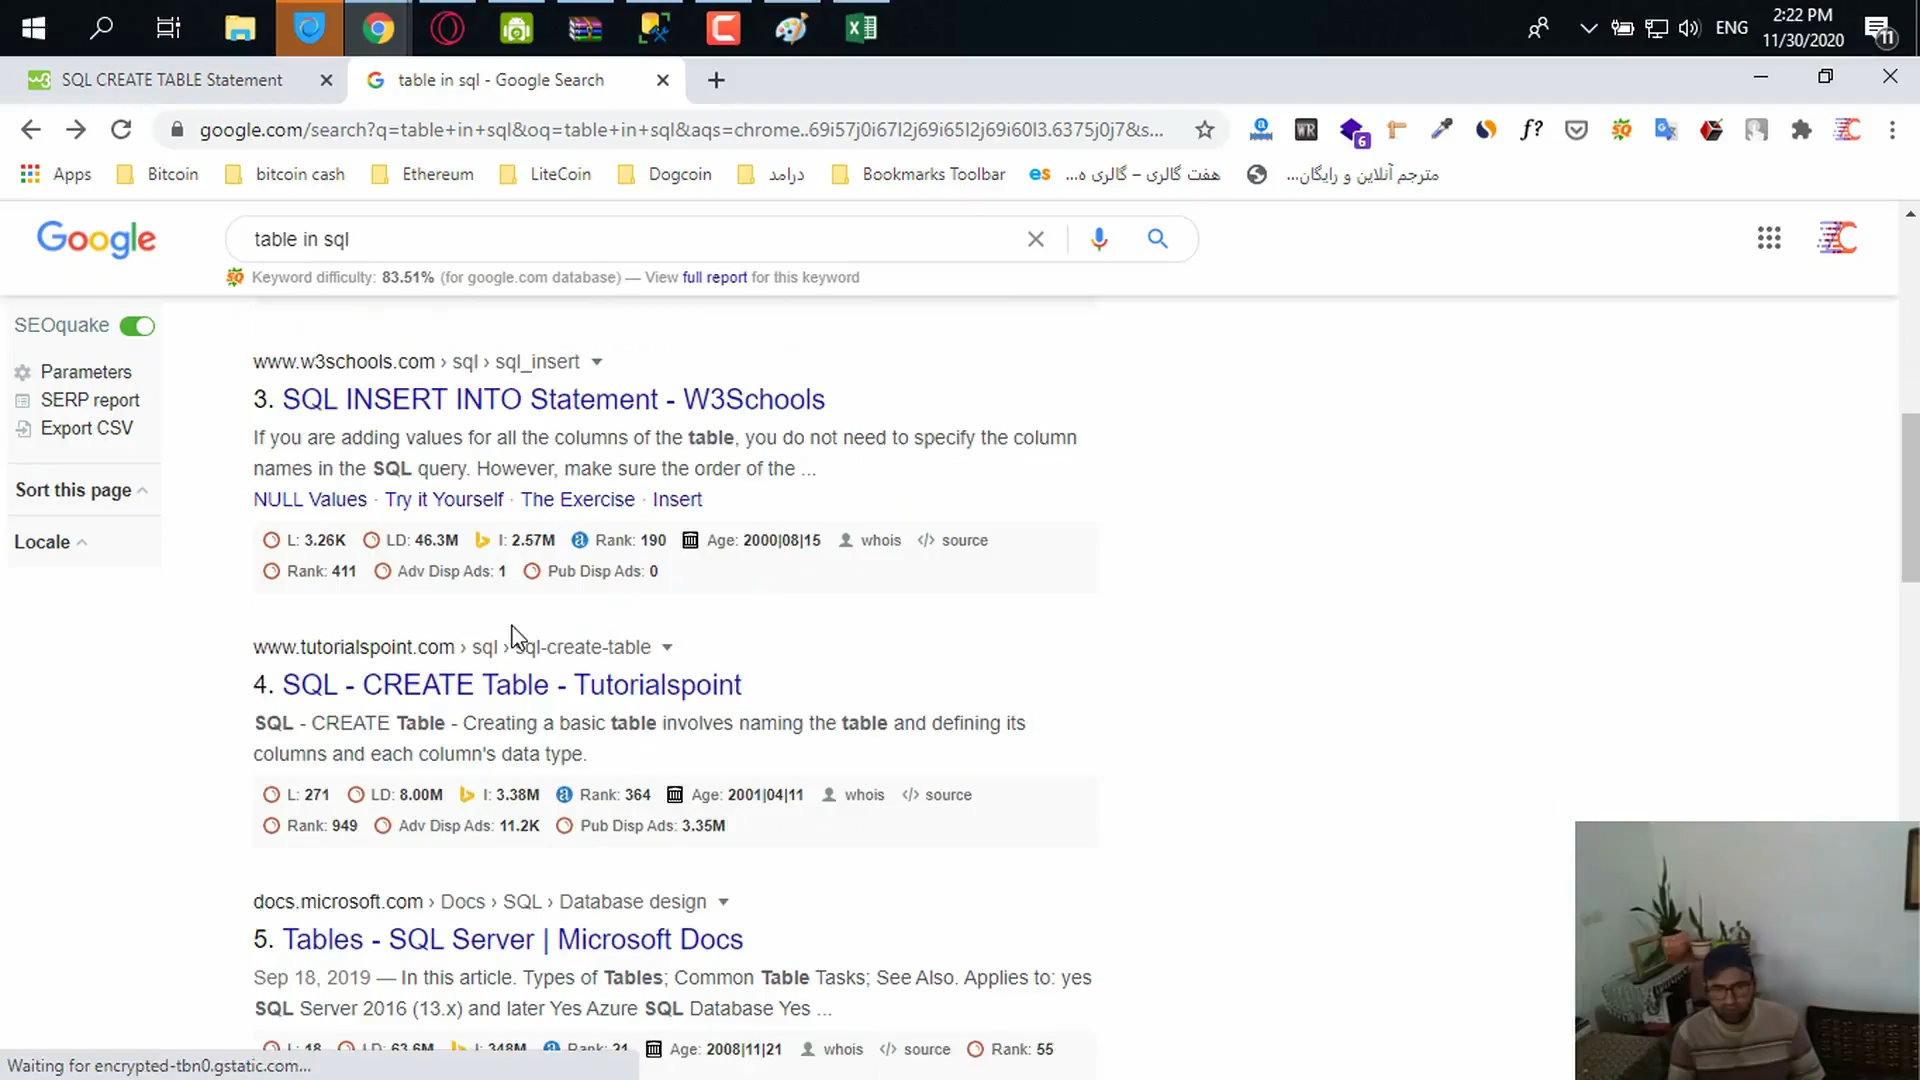 ENG
2:22 PM
11/30/2020
11
SQL CREATE TABLE Statement
table in sql - Google Search
google.com/search?q=table+in+sql&oq=table+in+sql&aqs=chrome..69i57j0i67l2j69i65l2j69i60l3.6375j0j7&s...
WR
6
f?
Apps
Bitcoin
bitcoin cash
Ethereum
LiteCoin
Dogcoin
درامد
Bookmarks Toolbar
es
هفت گالری – گالری ه...
مترجم آنلاین و رایگان...
Google
table in sql
Keyword difficulty: 83.51% (for google.com database) — View full report for this keyword
SEOquake
Parameters
SERP report
Export CSV
Sort this page
Locale
www.w3schools.com › sql › sql_insert
3. SQL INSERT INTO Statement - W3Schools
If you are adding values for all the columns of the table, you do not need to specify the column
names in the SQL query. However, make sure the order of the ...
NULL Values · Try it Yourself · The Exercise · Insert
L: 3.26K LD: 46.3M I: 2.57M Rank: 190 Age: 2000|08|15 whois source
Rank: 411 Adv Disp Ads: 1 Pub Disp Ads: 0
www.tutorialspoint.com › sql › sql-create-table
4. SQL - CREATE Table - Tutorialspoint
SQL - CREATE Table - Creating a basic table involves naming the table and defining its
columns and each column's data type.
L: 271 LD: 8.00M I: 3.38M Rank: 364 Age: 2001|04|11 whois source
Rank: 949 Adv Disp Ads: 11.2K Pub Disp Ads: 3.35M
docs.microsoft.com › Docs › SQL › Database design
5. Tables - SQL Server | Microsoft Docs
Sep 18, 2019 — In this article. Types of Tables; Common Table Tasks; See Also. Applies to: yes
SQL Server 2016 (13.x) and later Yes Azure SQL Database Yes ...
L: 18 LD: 63.6M I: 348M Rank: 21 Age: 2008|11|21 whois source Rank: 55
Waiting for encrypted-tbn0.gstatic.com...